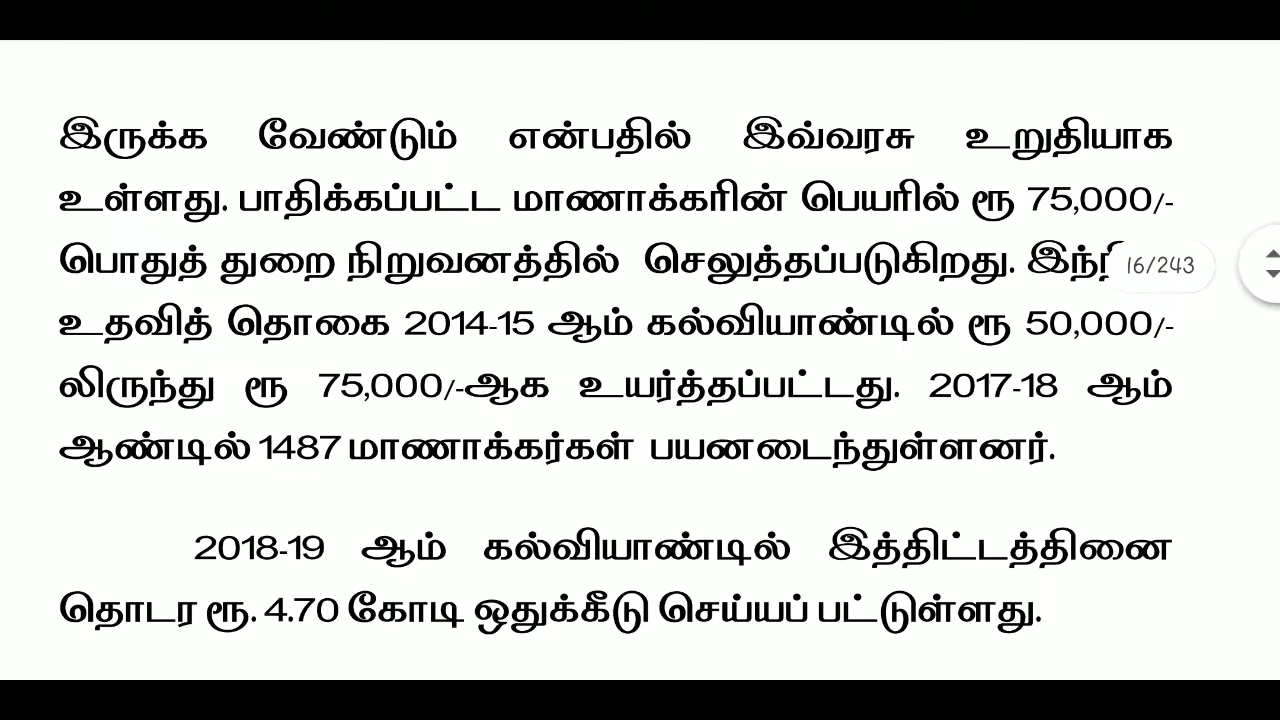 இருக்க வேண்டும் என்பதில் இவ்வரசு உறுதியாக
உள்ளது. பாதிக்கப்பட்ட மாணாக்கரின் பெயரில் ரூ 75,000/-
பொதுத் துறை நிறுவனத்தில் செலுத்தப்படுகிறது.
16/243
உதவித் தொகை 2014-15 ஆம் கல்வியாண்டில் ரூ 50,000/-
லிருந்து ரூ 75,000/-ஆக உயர்த்தப்பட்டது. 2017-18 ஆம்
ஆண்டில் 1487 மாணாக்கர்கள் பயனடைந்துள்ளனர்.
2018-19 ஆம் கல்வியாண்டில் இத்திட்டத்தினை
தொடர ரூ. 4.70 கோடி ஒதுக்கீடு செய்யப் பட்டுள்ளது.